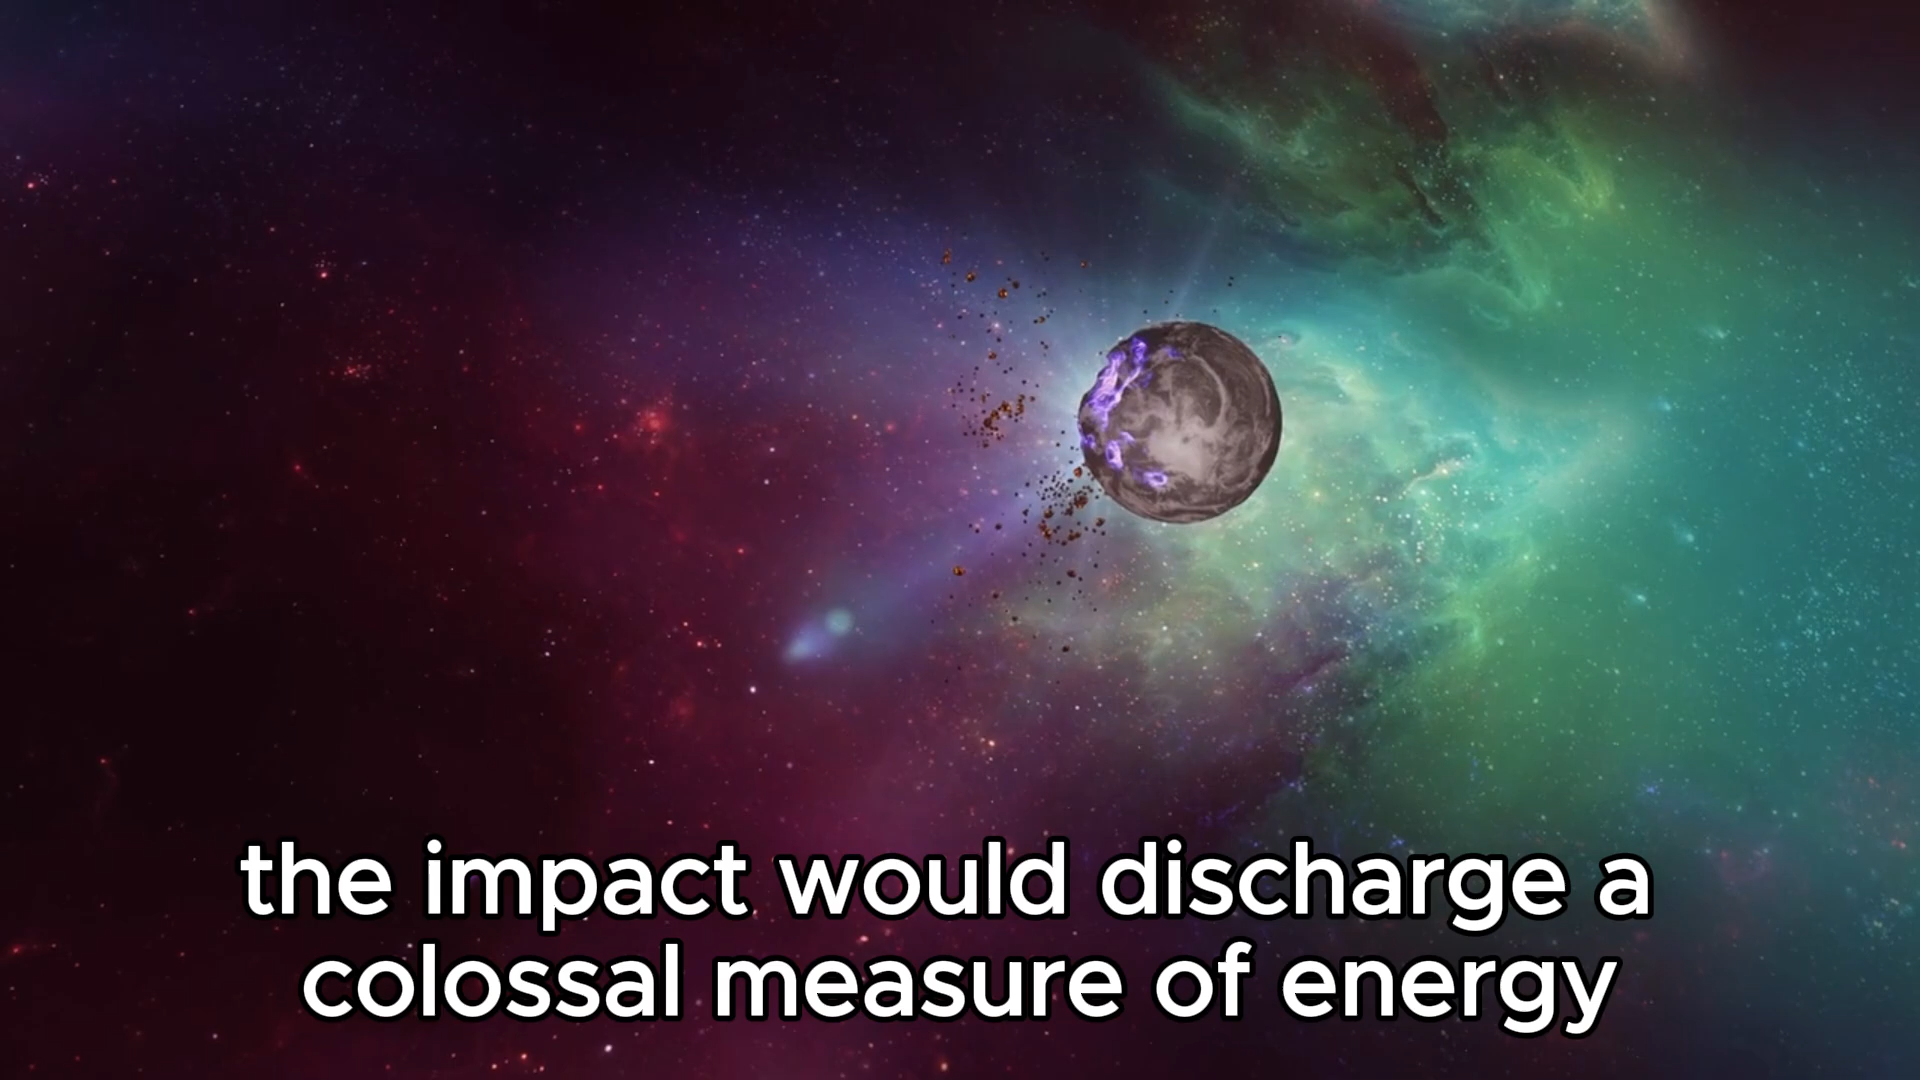 the impact would discharge a
colossal measure of energy